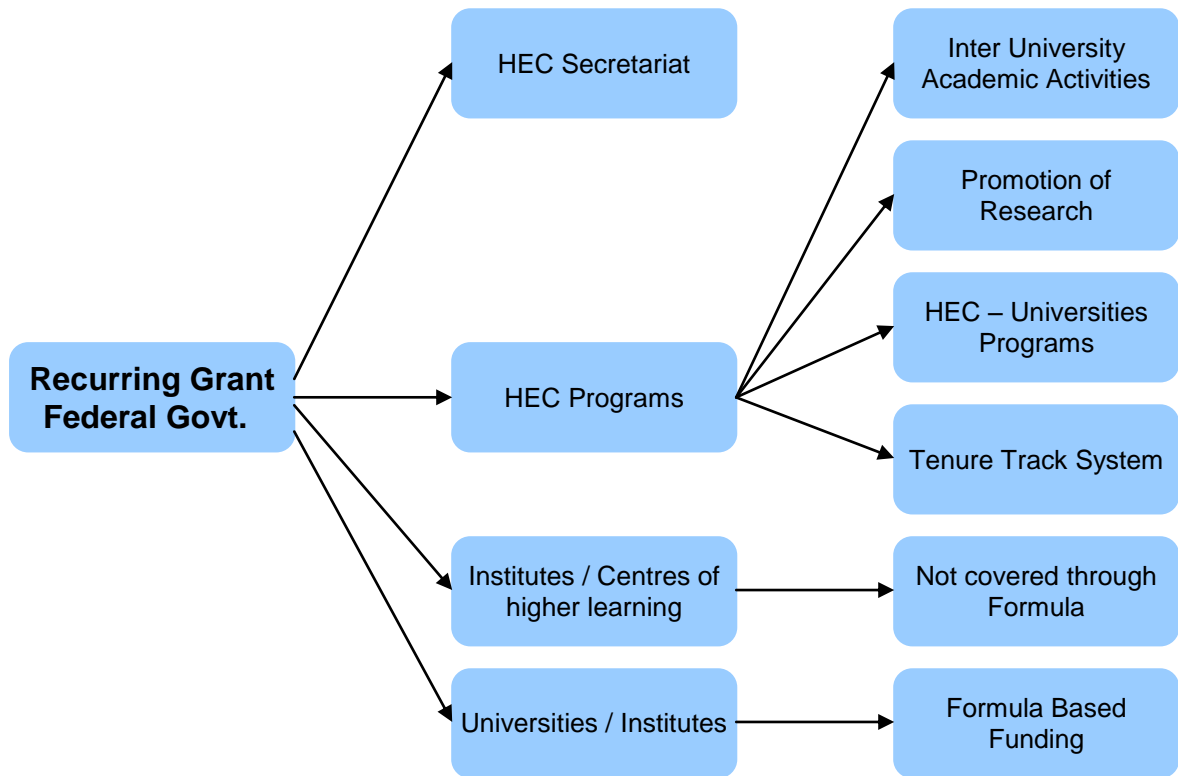 HEC Secretariat
Inter University
Academic Activities
Promotion of
Research
HEC – Universities
Programs
Recurring Grant
Federal Govt.
HEC Programs
Tenure Track System
Institutes / Centres of
higher learning
Not covered through
Formula
Universities / Institutes
Formula Based
Funding